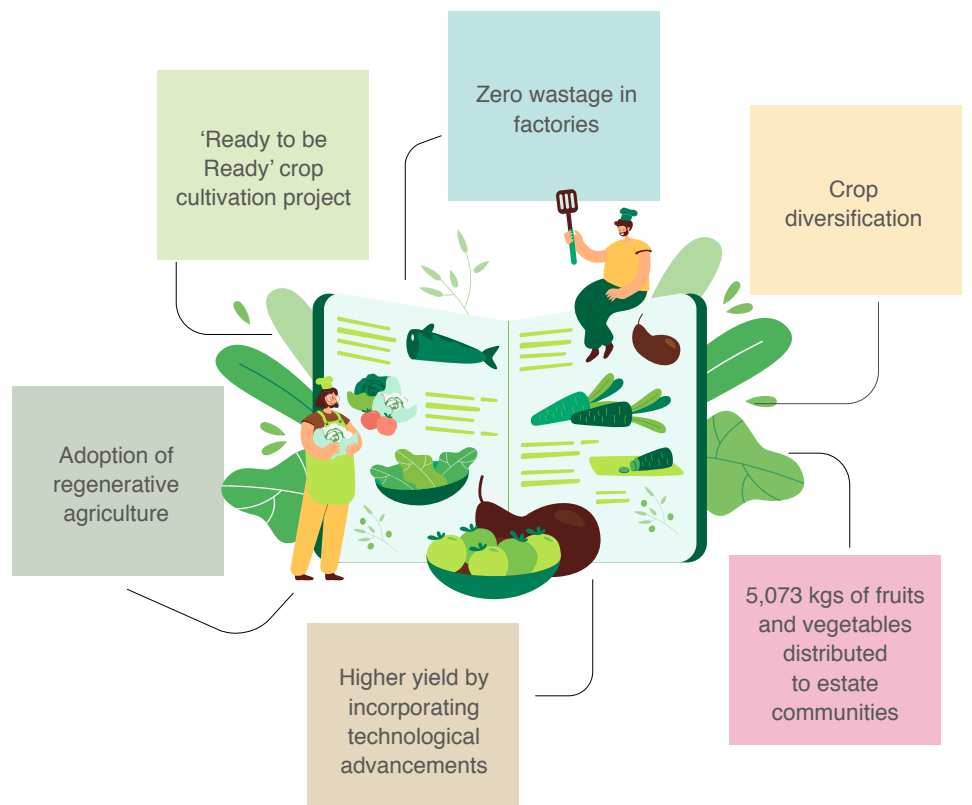 Zero wastage in
factories
‘Ready to be
Ready’ crop
cultivation project
Crop
diversification
Adoption of
regenerative
agriculture
5,073 kgs of fruits
and vegetables
distributed
to estate
communities
Higher yield by
incorporating
technological
advancements